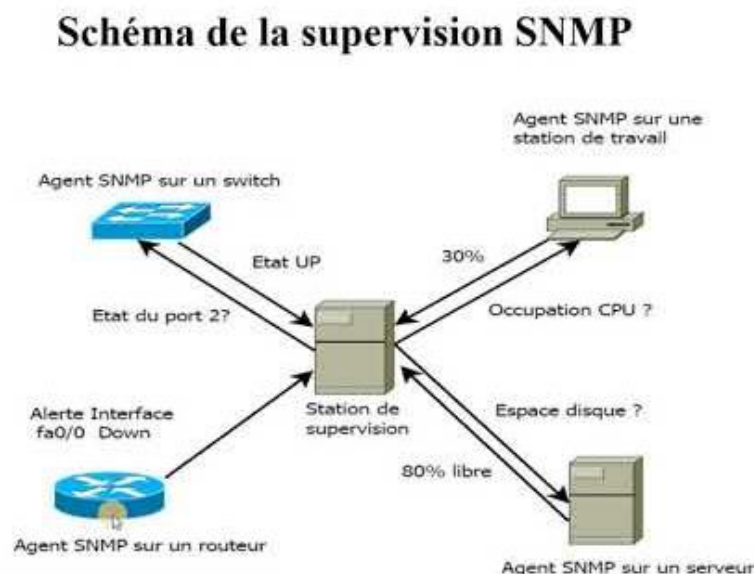 Schéma de la supervision SNMP
Agent SNMP sur une
station de travail
Agent SNMP sur un switch
Etat UP
30%
Etat du port 2?
Occupation CPU ?
Alerte Interface
fa0/0 Down
Station de
supervision
Espace disque ?
80% libre
Agent SNMP sur un routeur
Agent SNMP sur un serveur